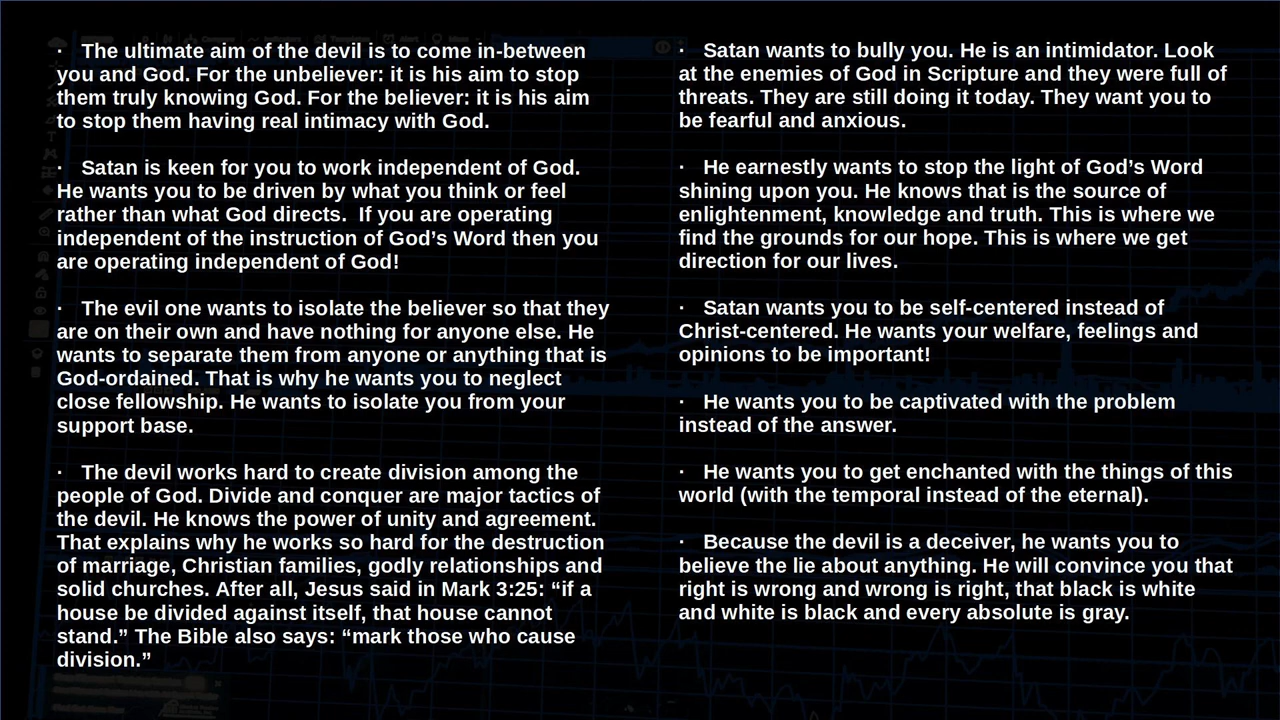 · The ultimate aim of the devil is to come in-between
you and God. For the unbeliever: it is his aim to stop
them truly knowing God. For the believer: it is his aim
to stop them having real intimacy with God.
· Satan is keen for you to work independent of God.
He wants you to be driven by what you think or feel
rather than what God directs. If you are operating
independent of the instruction of God’s Word then you
are operating independent of God!
· The evil one wants to isolate the believer so that they
are on their own and have nothing for anyone else. He
wants to separate them from anyone or anything that is
God-ordained. That is why he wants you to neglect
close fellowship. He wants to isolate you from your
support base.
· The devil works hard to create division among the
people of God. Divide and conquer are major tactics of
the devil. He knows the power of unity and agreement.
That explains why he works so hard for the destruction
of marriage, Christian families, godly relationships and
solid churches. After all, Jesus said in Mark 3:25: “if a
house be divided against itself, that house cannot
stand.” The Bible also says: “mark those who cause
division.”
· Satan wants to bully you. He is an intimidator. Look
at the enemies of God in Scripture and they were full of
threats. They are still doing it today. They want you to
be fearful and anxious.
· He earnestly wants to stop the light of God’s Word
shining upon you. He knows that is the source of
enlightenment, knowledge and truth. This is where we
find the grounds for our hope. This is where we get
direction for our lives.
· Satan wants you to be self-centered instead of
Christ-centered. He wants your welfare, feelings and
opinions to be important!
· He wants you to be captivated with the problem
instead of the answer.
· He wants you to get enchanted with the things of this
world (with the temporal instead of the eternal).
· Because the devil is a deceiver, he wants you to
believe the lie about anything. He will convince you that
right is wrong and wrong is right, that black is white
and white is black and every absolute is gray.